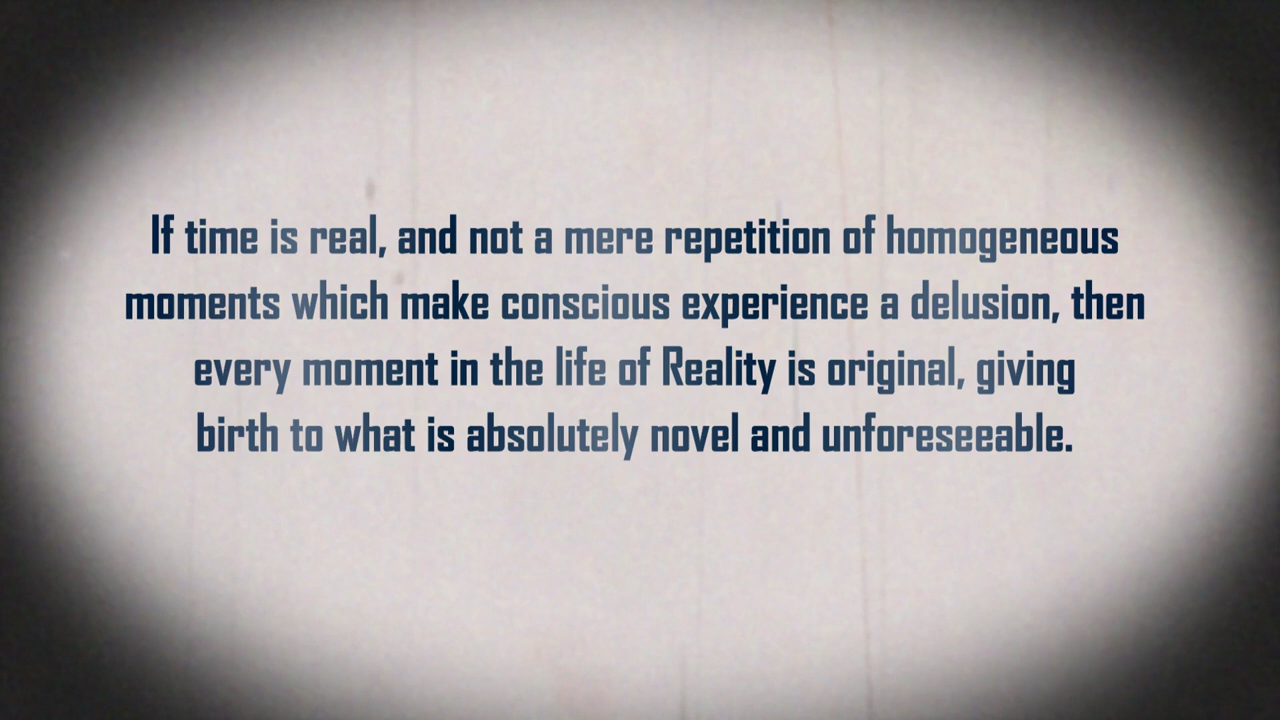 If time is real, and not a mere repetition of homogeneous
moments which make conscious experience a delusion, then
every moment in the life of Reality is original, giving
birth to what is absolutely novel and unforeseeable.